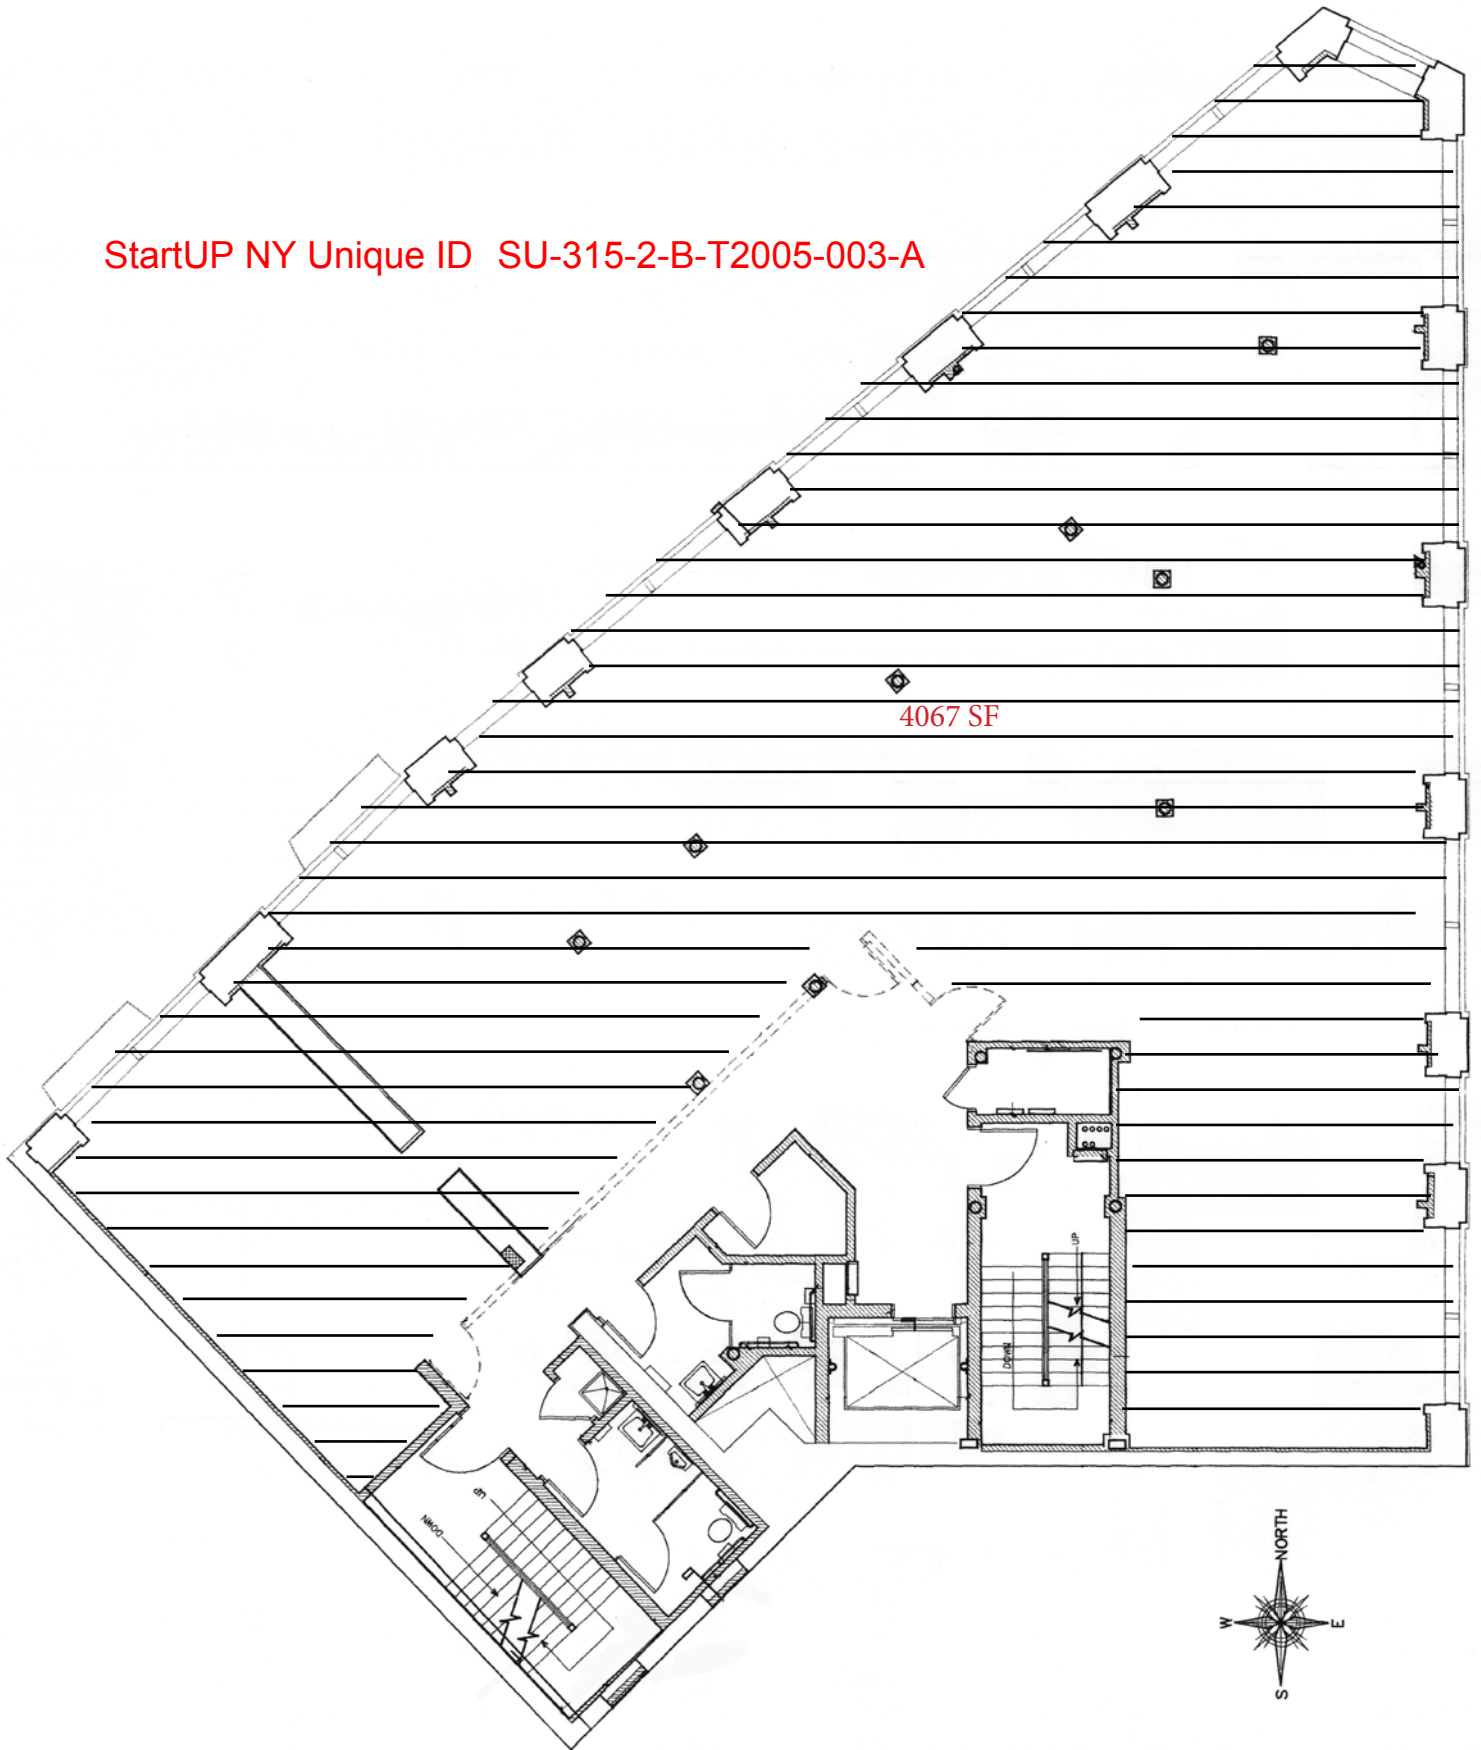 StartUP NY Unique ID SU-315-2-B-T2005-003-A
4067 SF
UP
DOWN
UP
DOWN
NORTH
W
E
S